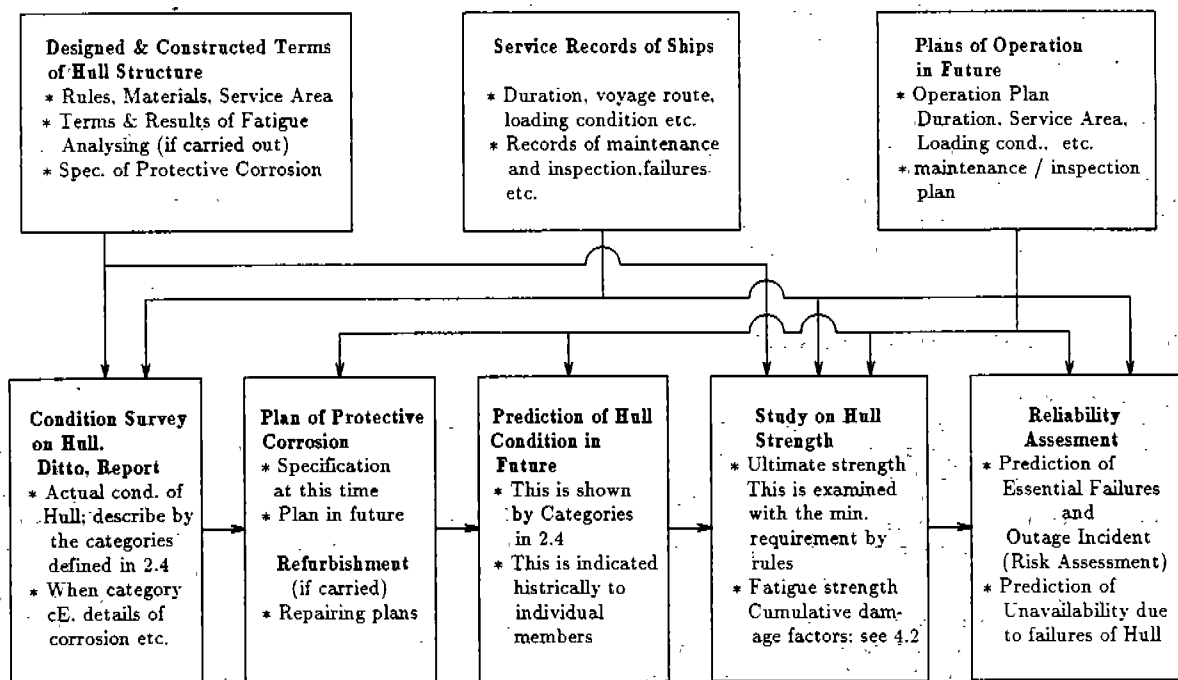 Designed & Constructed Terms
of Hull Structure
* Rules, Materials, Service Area
* Terms & Results of Fatigue
Analysing (if carried out)
* Spec. of Protective Corrosion
Service Records of Ships
* Duration, voyage route,
loading condition etc.
* Records of maintenance
and inspection, failures
etc.
Plans of Operation
in Future
* Operation Plan
Duration, Service Area,
Loading cond., etc.
* maintenance / inspection
plan
Condition Survey
on Hull.
Ditto, Report
* Actual cond. of
Hull; describe by
the categories
defined in 2.4
* When category
cE. details of
corrosion etc.
Plan of Protective
Corrosion
* Specification
at this time
* Plan in future
Refurbishment
(if carried)
* Repairing plans
Prediction of Hull
Condition in
Future
* This is shown
by Categories
in 2.4
* This is indicated
histrically to
individual
members
Study on Hull
Strength
* Ultimate strength
This is examined
with the min.
requirement by
rules
* Fatigue strength
Cumulative dam-
age factors: see 4.2
Reliability
Assesment
* Prediction of
Essential Failures
and
Outage Incident
(Risk Assessment)
* Prediction of
Unavailability due
to failures of Hull